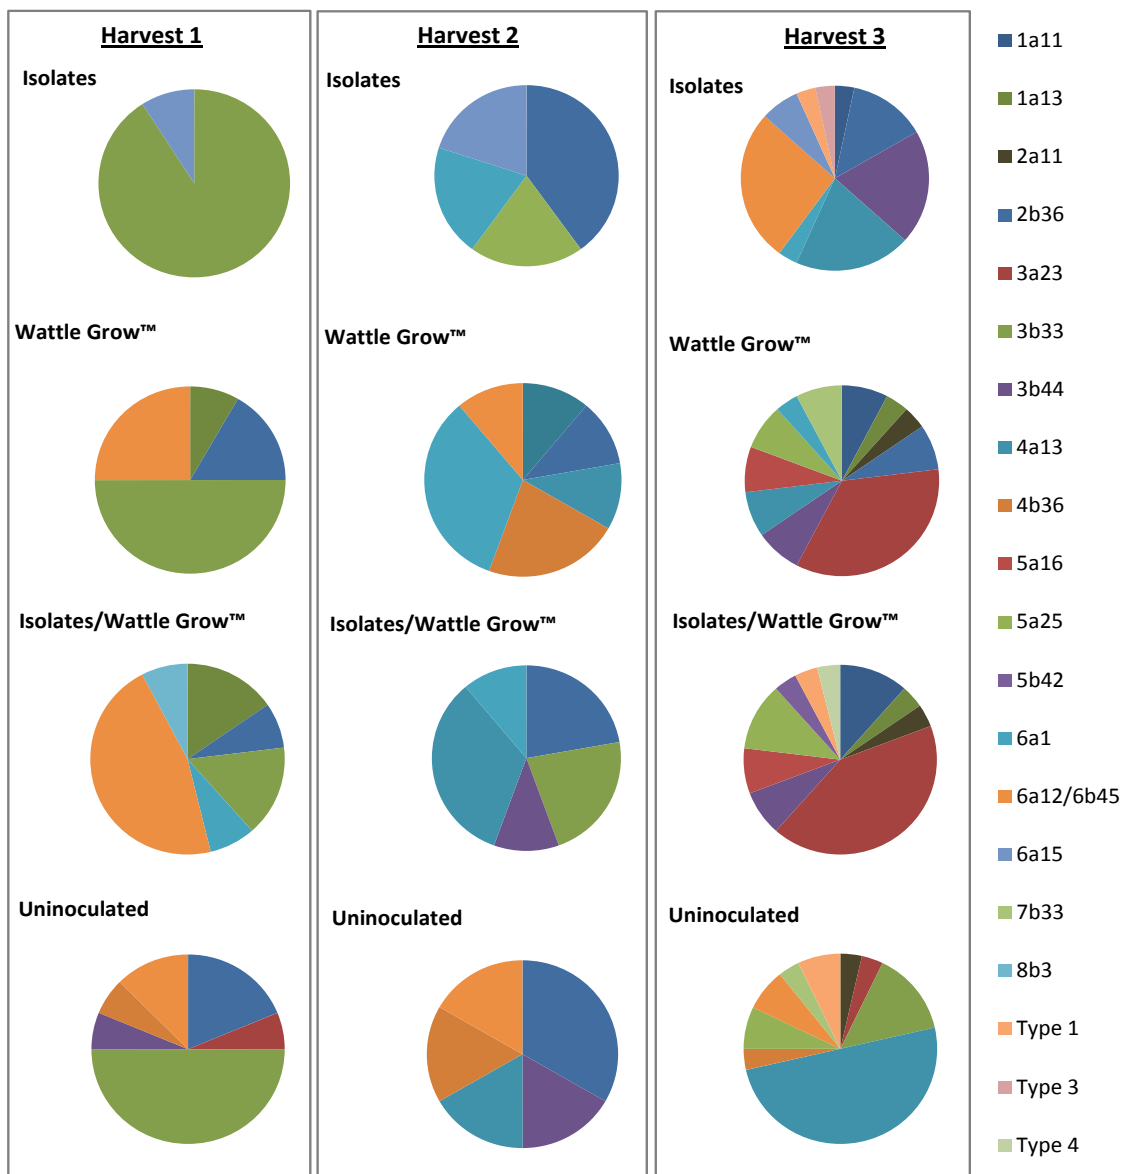 Harvest 1
Isolates
Wattle Grow™
Isolates/Wattle Grow™
Uninoculated
Harvest 2
Isolates
Wattle Grow™
Isolates/Wattle Grow™
Uninoculated
Harvest 3
Isolates
Wattle Grow™
Isolates/Wattle Grow™
Uninoculated
1a11
1a13
2a11
2b36
3a23
3b33
3b44
4a13
4b36
5a16
5a25
5b42
6a1
6a12/6b45
6a15
7b33
8b3
Type 1
Type 3
Type 4